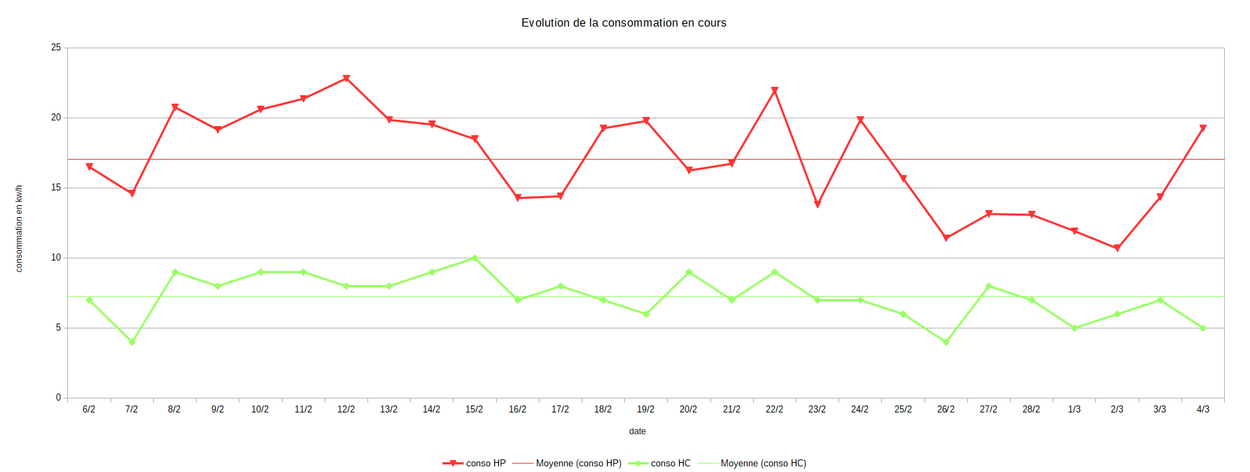 Evolution de la consommation en cours
25
20
15
10
5
0
consommation en kw/h
6/2 7/2 8/2 9/2 10/2 11/2 12/2 13/2 14/2 15/2 16/2 17/2 18/2 19/2 20/2 21/2 22/2 23/2 24/2 25/2 26/2 27/2 28/2 1/3 2/3 3/3 4/3
date
conso HP Moyenne (conso HP) conso HC Moyenne (conso HC)